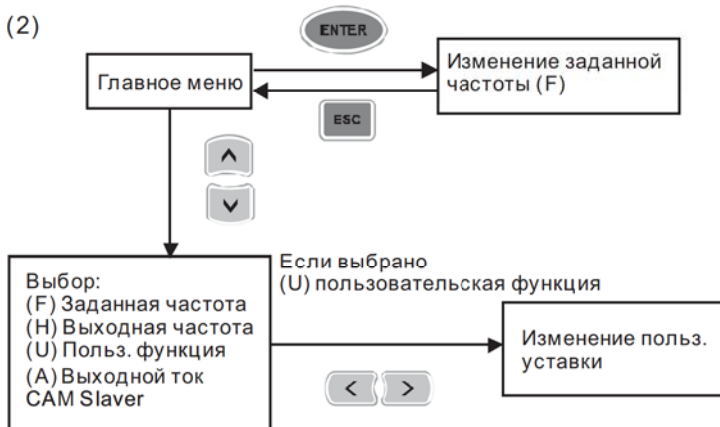 (2)
ENTER
Главное меню
Изменение заданной
частоты (F)
ESC
Если выбрано
(U) пользовательская функция
Выбор:
(F) Заданная частота
(H) Выходная частота
(U) Польз. функция
(A) Выходной ток
CAM Slaver
Изменение польз.
уставки